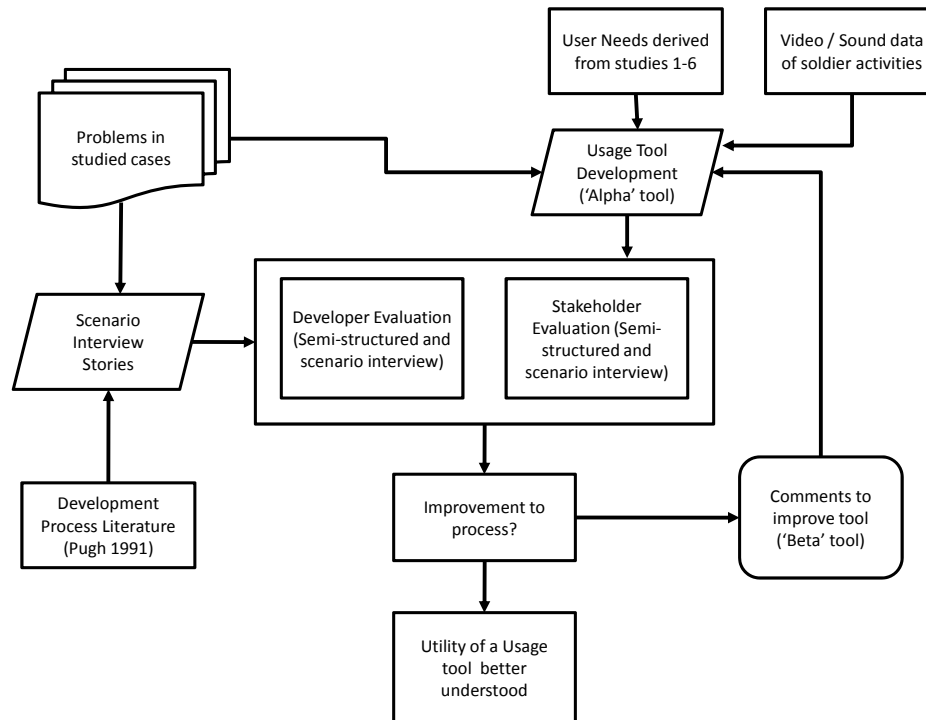 User Needs derived
from studies 1-6
Video / Sound data
of soldier activities
Problems in
studied cases
Usage Tool
Development
(‘Alpha’ tool)
Scenario
Interview
Stories
Developer Evaluation
(Semi-structured and
scenario interview)
Stakeholder
Evaluation (Semi-
structured and
scenario interview)
Development
Process Literature
(Pugh 1991)
Improvement to
process?
Comments to
improve tool
(‘Beta’ tool)
Utility of a Usage
tool better
understood